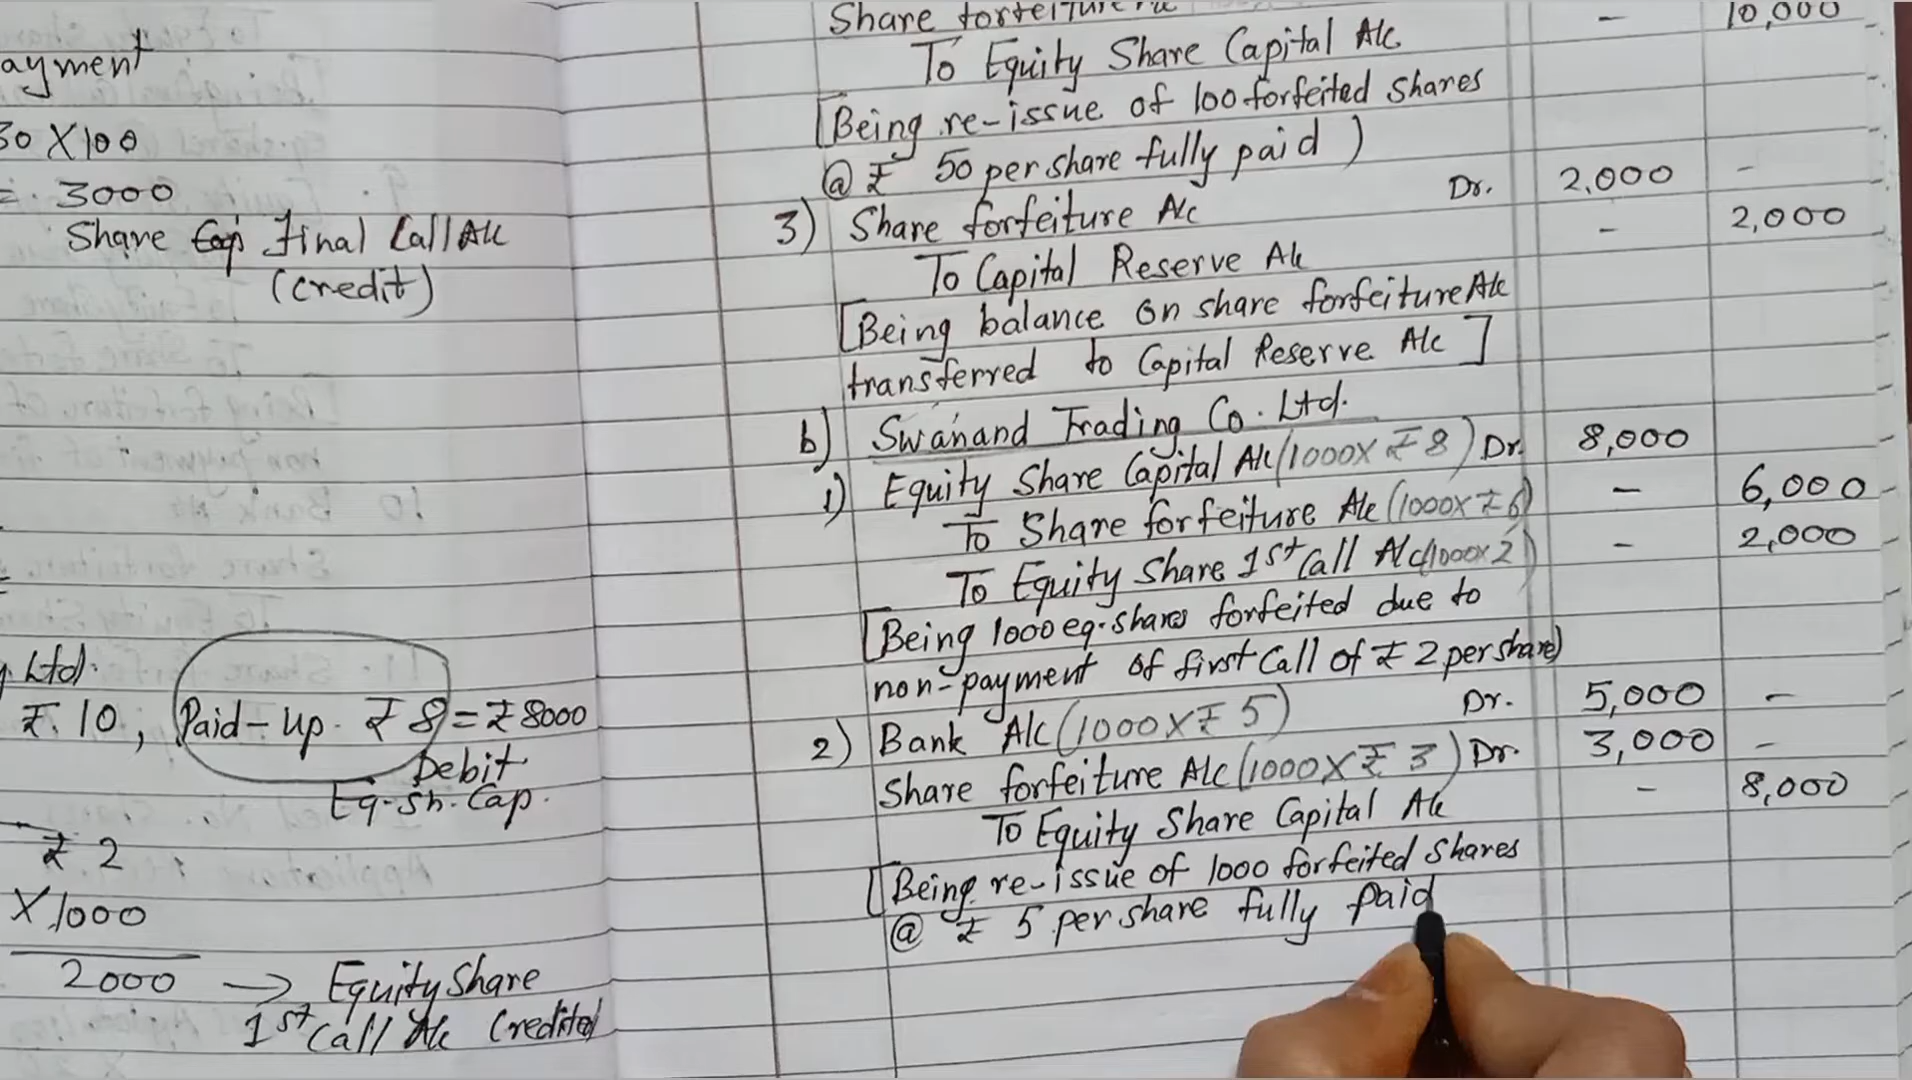 ayment
30 X 100
= 3000
Share Final Call A/c
(credit)
. Ltd.
₹. 10, Paid-up. ₹ 8 = ₹ 8000
Debit
Eq. Sh. Cap.
₹ 2
X 1000
2000 → Equity Share
1st Call A/c Credited
Share forfeiture A/c
- 10,000
To Equity Share Capital A/c
[Being re-issue of 100 forfeited shares
@ ₹ 50 per share fully paid )
3) Share forfeiture A/c Dr. 2,000 -
To Capital Reserve A/c - 2,000
[Being balance on share forfeiture A/c
transferred to Capital Reserve A/c ]
b) Swanand Trading Co. Ltd.
1) Equity Share Capital A/c (1000 X ₹ 8) Dr. 8,000
To Share forfeiture A/c (1000 X ₹ 6) - 6,000
To Equity Share 1st Call A/c (1000 X 2) - 2,000
[Being 1000 eq. shares forfeited due to
non-payment of first Call of ₹ 2 per share)
2) Bank A/c (1000 X ₹ 5) Dr. 5,000 -
Share forfeiture A/c (1000 X ₹ 3) Dr. 3,000 -
To Equity Share Capital A/c - 8,000
[Being re-issue of 1000 forfeited shares
@ ₹ 5 per share fully paid